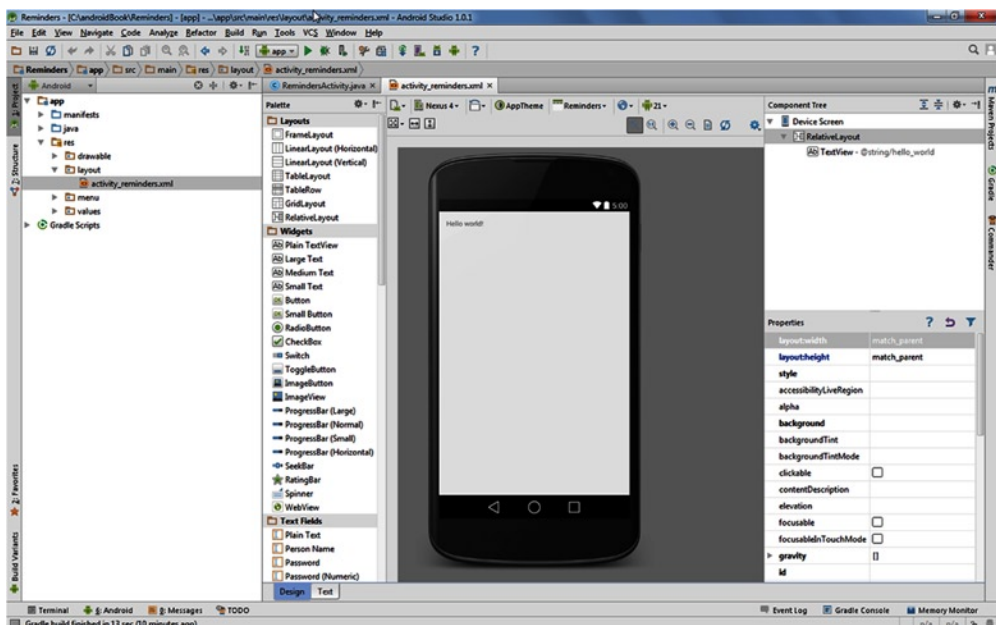 Reminders - [C:\androidBook\Reminders] - [app] - ...\app\src\main\res\layout\activity_reminders.xml - Android Studio 1.0.1
File Edit View Navigate Code Analyze Refactor Build Run Tools VCS Window Help
app
Reminders app src main res layout activity_reminders.xml
Android
RemindersActivity.java × activity_reminders.xml ×
1: Project
2: Structure
2: Favorites
Build Variants
app
manifests
java
res
drawable
layout
activity_reminders.xml
menu
values
Gradle Scripts
Palette
Layouts
FrameLayout
LinearLayout (Horizontal)
LinearLayout (Vertical)
TableLayout
TableRow
GridLayout
RelativeLayout
Widgets
Plain TextView
Large Text
Medium Text
Small Text
Button
Small Button
RadioButton
CheckBox
Switch
ToggleButton
ImageButton
ImageView
ProgressBar (Large)
ProgressBar (Normal)
ProgressBar (Small)
ProgressBar (Horizontal)
SeekBar
RatingBar
Spinner
WebView
Text Fields
Plain Text
Person Name
Password
Password (Numeric)
Nexus 4 AppTheme Reminders 21
5:00
Hello world!
Design Text
Component Tree
Device Screen
RelativeLayout
TextView - @string/hello_world
Properties
layout:width match_parent
layout:height match_parent
style
accessibilityLiveRegion
alpha
background
backgroundTint
backgroundTintMode
clickable
contentDescription
elevation
focusable
focusableInTouchMode
gravity []
id
Maven Projects
Gradle
Commander
Terminal 6: Android 0: Messages TODO Event Log Gradle Console Memory Monitor
Gradle build finished in 13 sec (10 minutes ago) n/a n/a